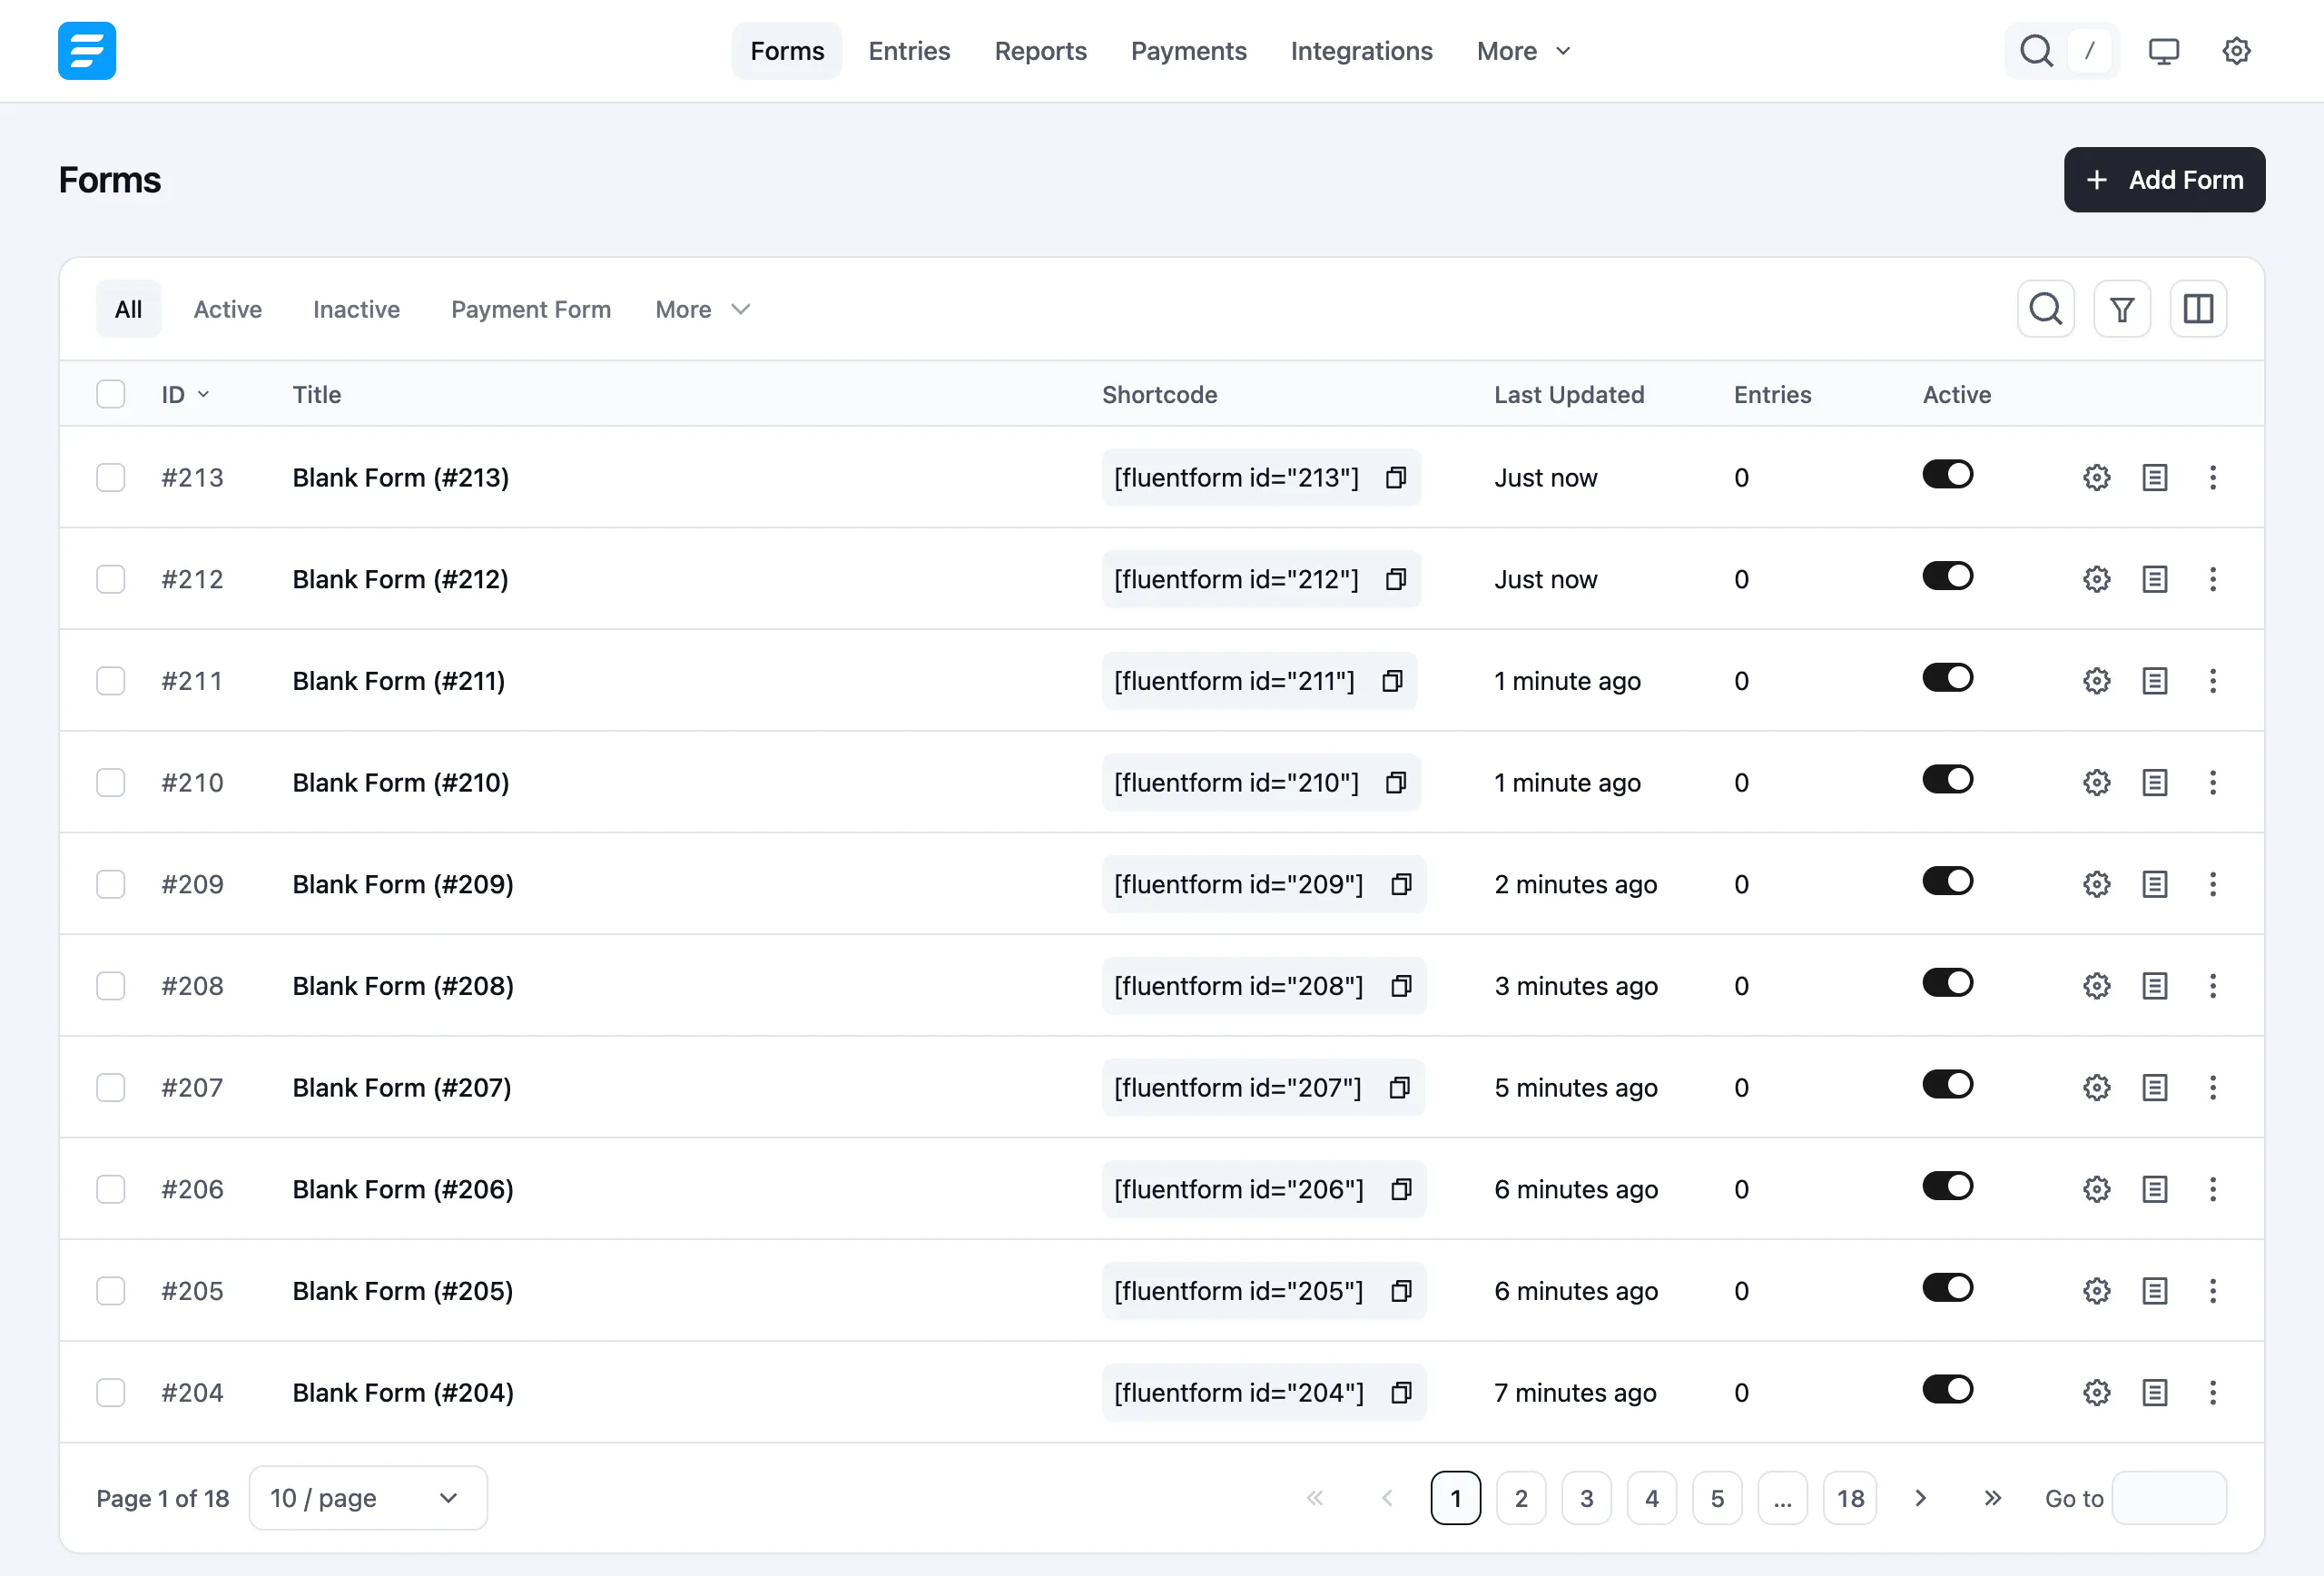 Forms Entries Reports Payments Integrations More /
Forms
+ Add Form
All Active Inactive Payment Form More
ID Title Shortcode Last Updated Entries Active
#213 Blank Form (#213) [fluentform id="213"] Just now 0
#212 Blank Form (#212) [fluentform id="212"] Just now 0
#211 Blank Form (#211) [fluentform id="211"] 1 minute ago 0
#210 Blank Form (#210) [fluentform id="210"] 1 minute ago 0
#209 Blank Form (#209) [fluentform id="209"] 2 minutes ago 0
#208 Blank Form (#208) [fluentform id="208"] 3 minutes ago 0
#207 Blank Form (#207) [fluentform id="207"] 5 minutes ago 0
#206 Blank Form (#206) [fluentform id="206"] 6 minutes ago 0
#205 Blank Form (#205) [fluentform id="205"] 6 minutes ago 0
#204 Blank Form (#204) [fluentform id="204"] 7 minutes ago 0
Page 1 of 18 10 / page 1 2 3 4 5 ... 18 Go to